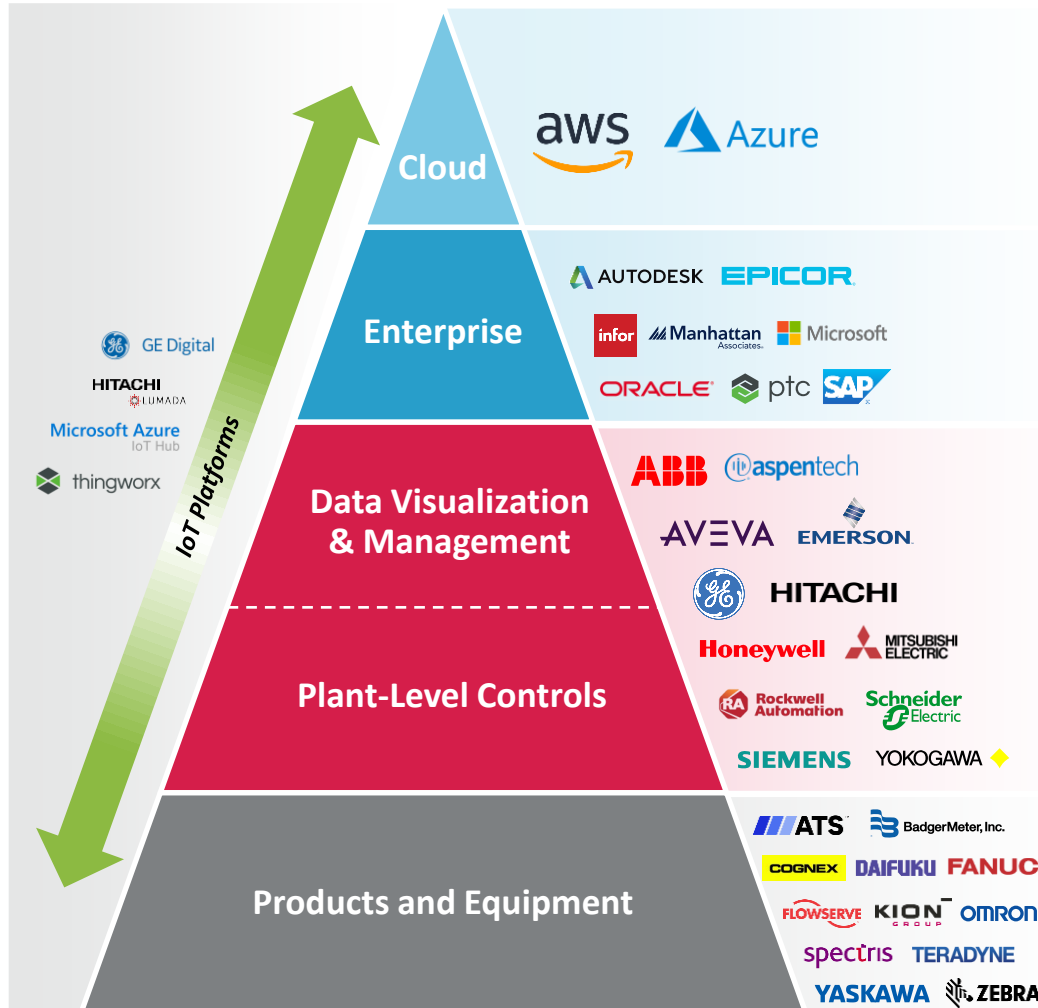 aws
Azure
Cloud
AUTODESK
EPICOR
Enterprise
infor
Manhattan
Associates
Microsoft
ORACLE
ptc
SAP
GE Digital
HITACHI
LUMADA
Microsoft Azure
IoT Hub
thingworx
IoT Platforms
Data Visualization
& Management
ABB
aspentech
AVEVA
EMERSON
GE
HITACHI
Plant-Level Controls
Honeywell
MITSUBISHI
ELECTRIC
RA
Rockwell
Automation
Schneider
Electric
SIEMENS
YOKOGAWA
Products and Equipment
ATS
BadgerMeter, Inc.
COGNEX
DAIFUKU
FANUC
FLOWSERVE
KION
GROUP
OMRON
spectris
TERADYNE
YASKAWA
ZEBRA